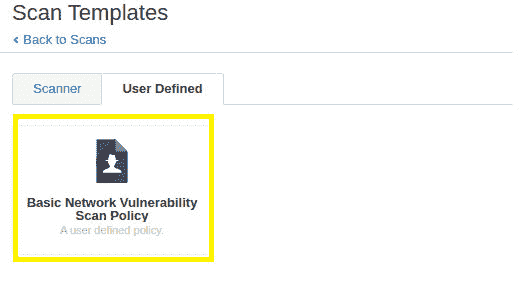 Scan Templates
Back to Scans
Scanner
User Defined
Basic Network Vulnerability
Scan Policy
A user defined policy.